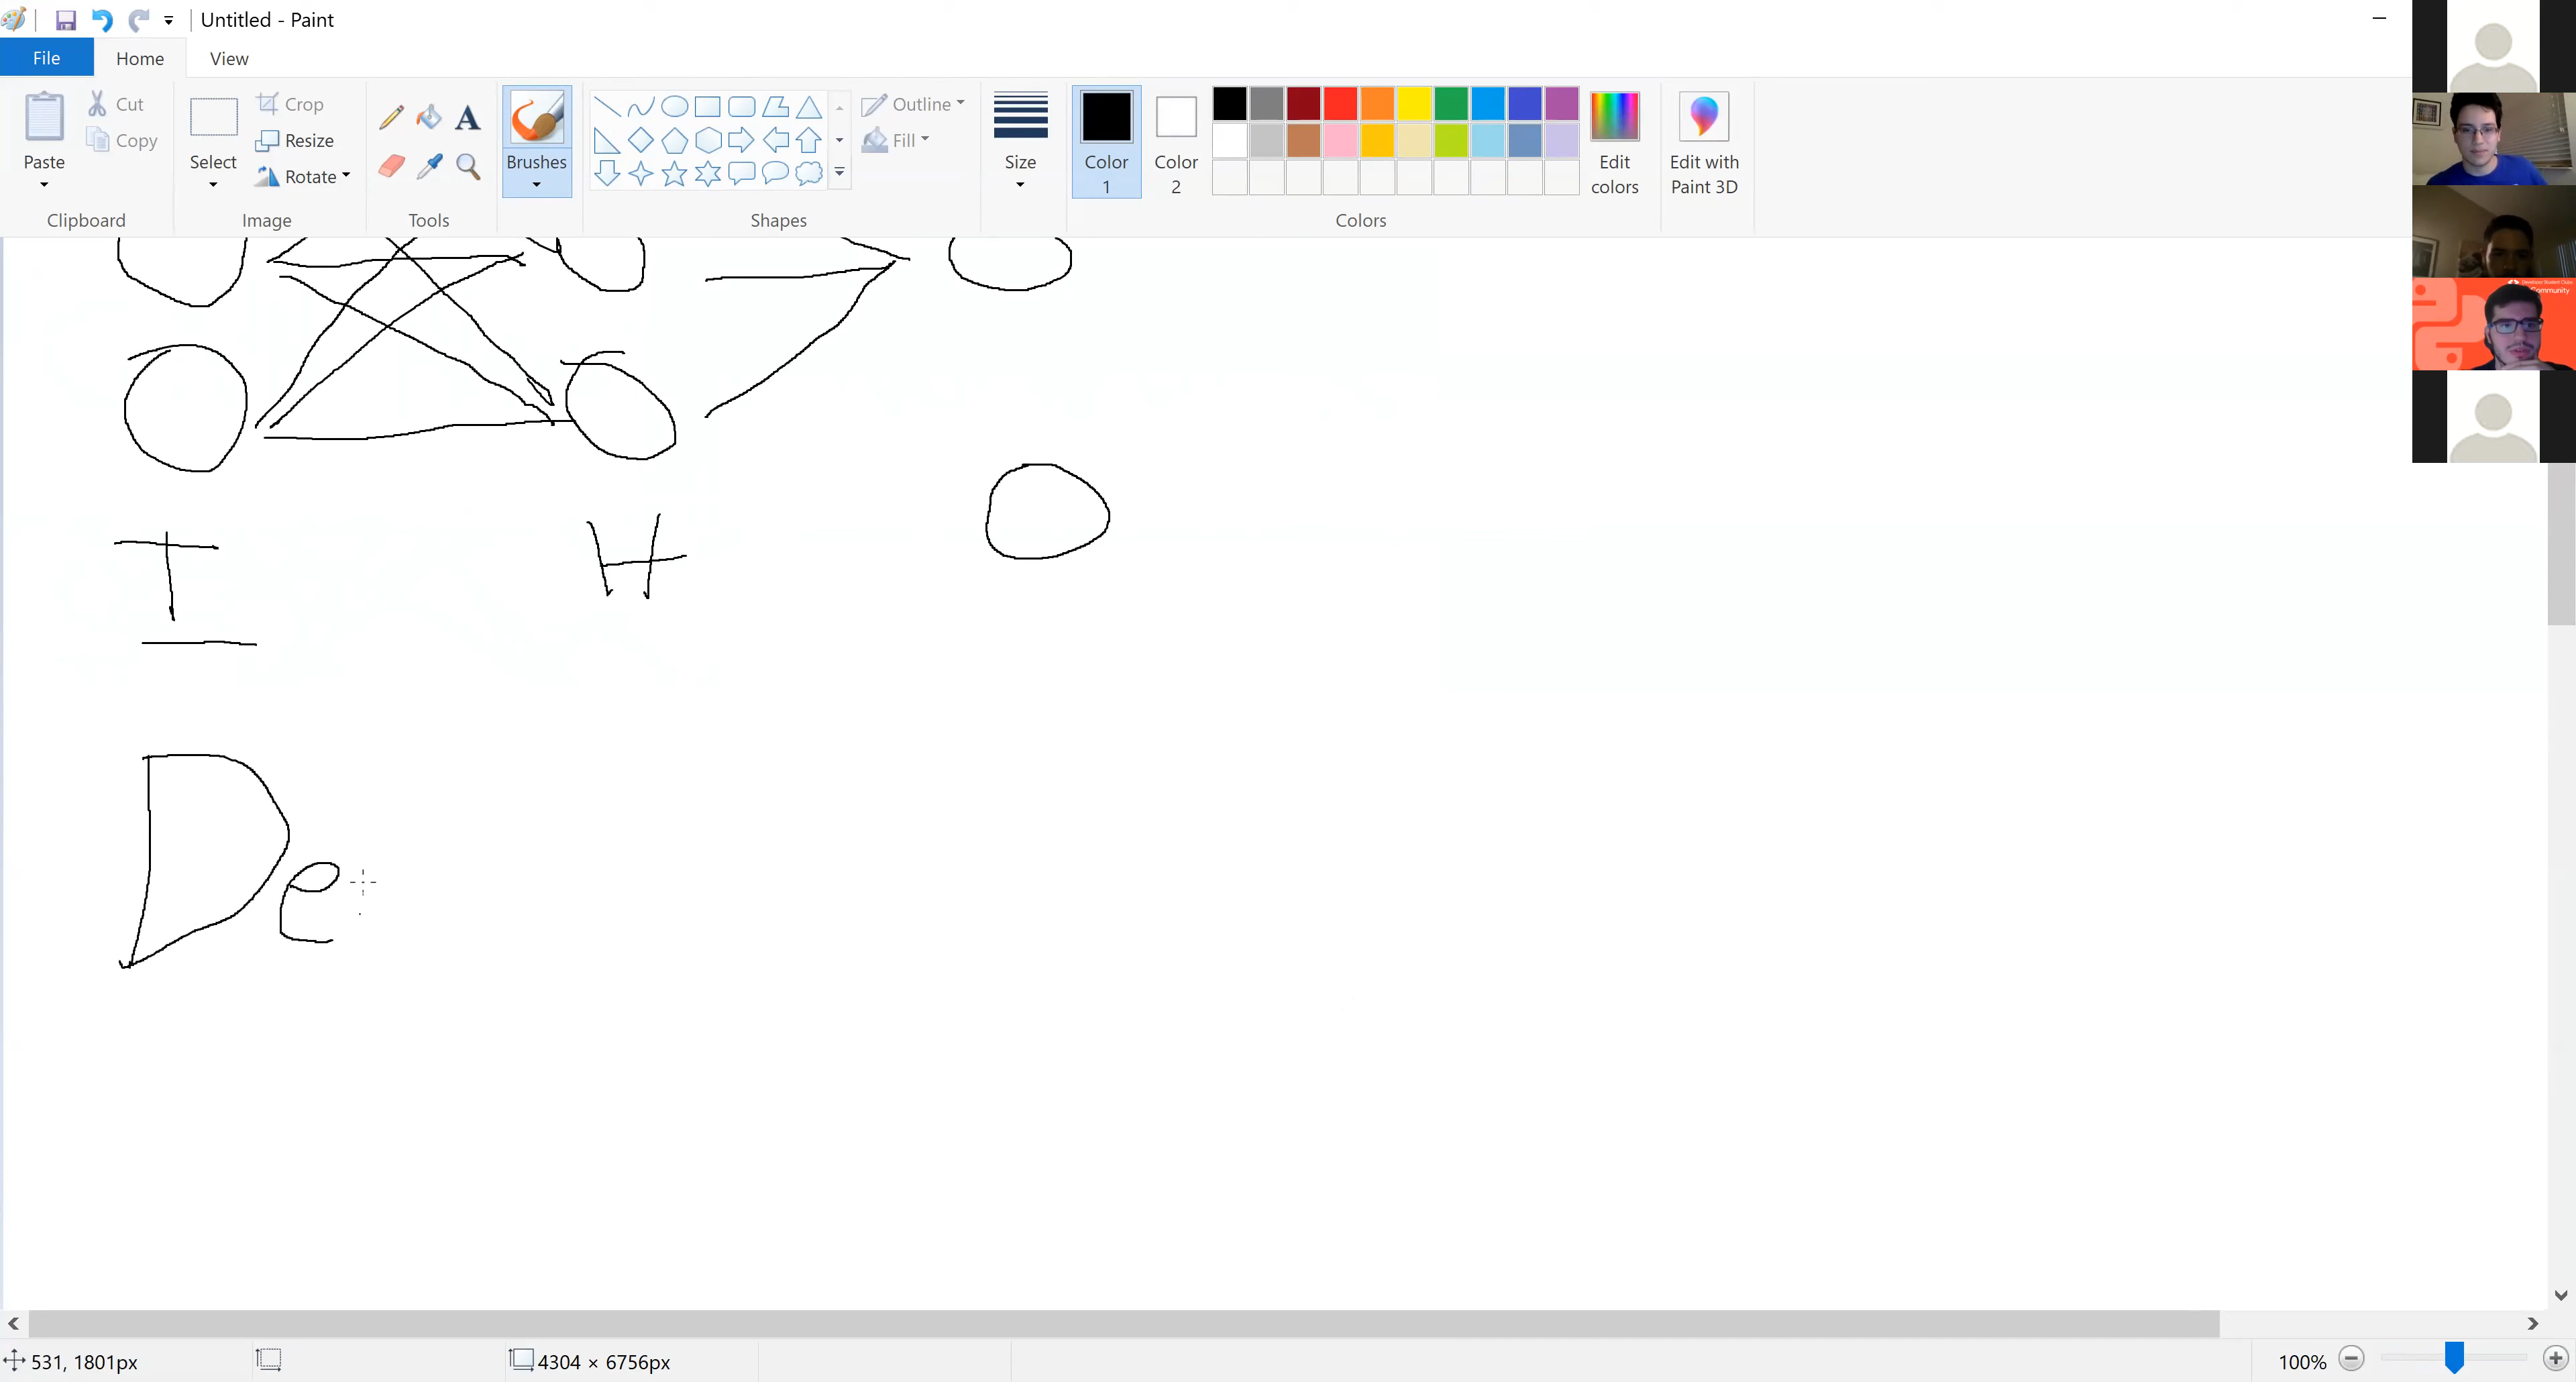 Untitled - Paint
File Home View
Paste Cut Copy Select Crop Resize Rotate Brushes Outline Fill Size Color 1 Color 2 Edit colors Edit with Paint 3D
Clipboard Image Tools Shapes Colors
Community
I H O
De
531, 1801px 4304 × 6756px 100%